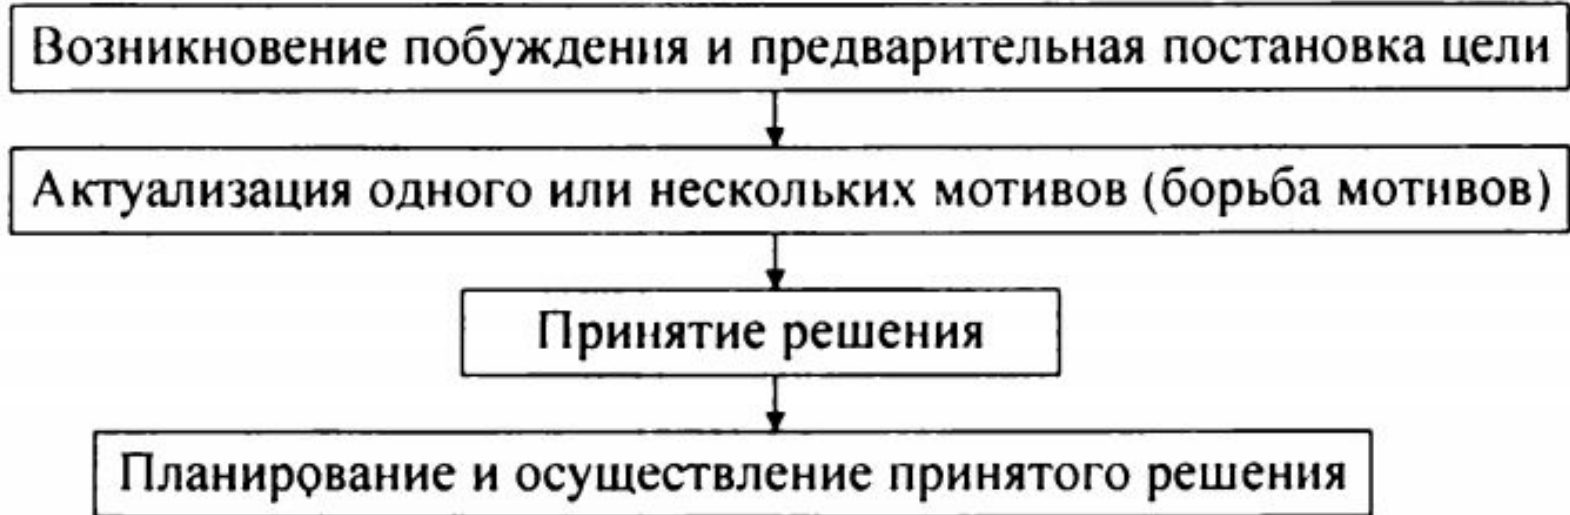 Возникновение побуждения и предварительная постановка цели
Актуализация одного или нескольких мотивов (борьба мотивов)
Принятие решения
Планирование и осуществление принятого решения